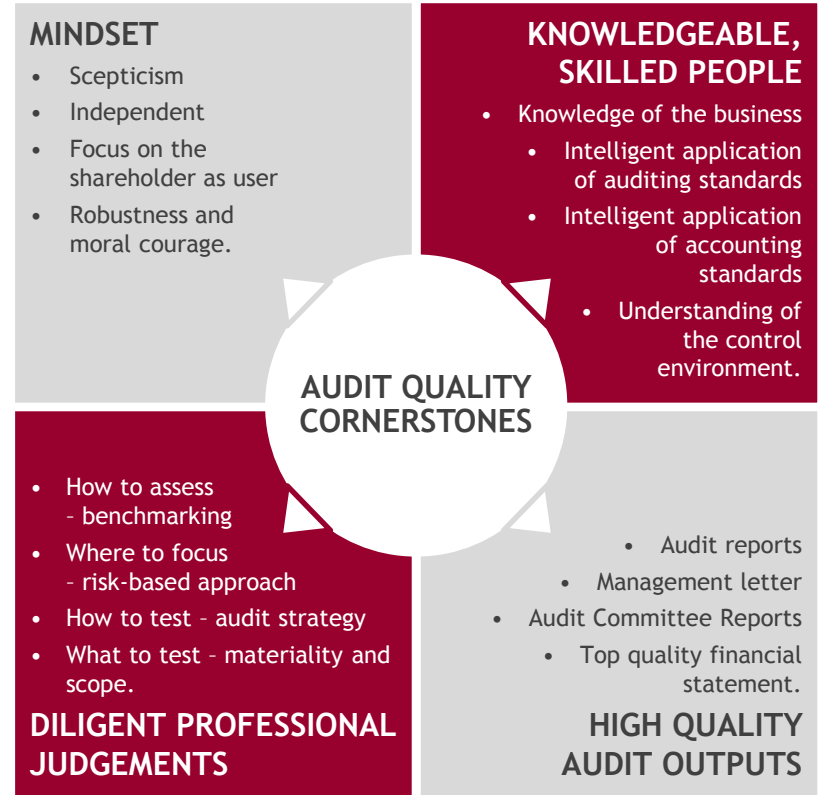 MINDSET
• Scepticism
• Independent
• Focus on the
shareholder as user
• Robustness and
moral courage.
KNOWLEDGEABLE,
SKILLED PEOPLE
• Knowledge of the business
• Intelligent application
of auditing standards
• Intelligent application
of accounting
standards
• Understanding of
the control
environment.
AUDIT QUALITY
CORNERSTONES
• How to assess
– benchmarking
• Where to focus
– risk-based approach
• How to test – audit strategy
• What to test – materiality and
scope.
DILIGENT PROFESSIONAL
JUDGEMENTS
• Audit reports
• Management letter
• Audit Committee Reports
• Top quality financial
statement.
HIGH QUALITY
AUDIT OUTPUTS